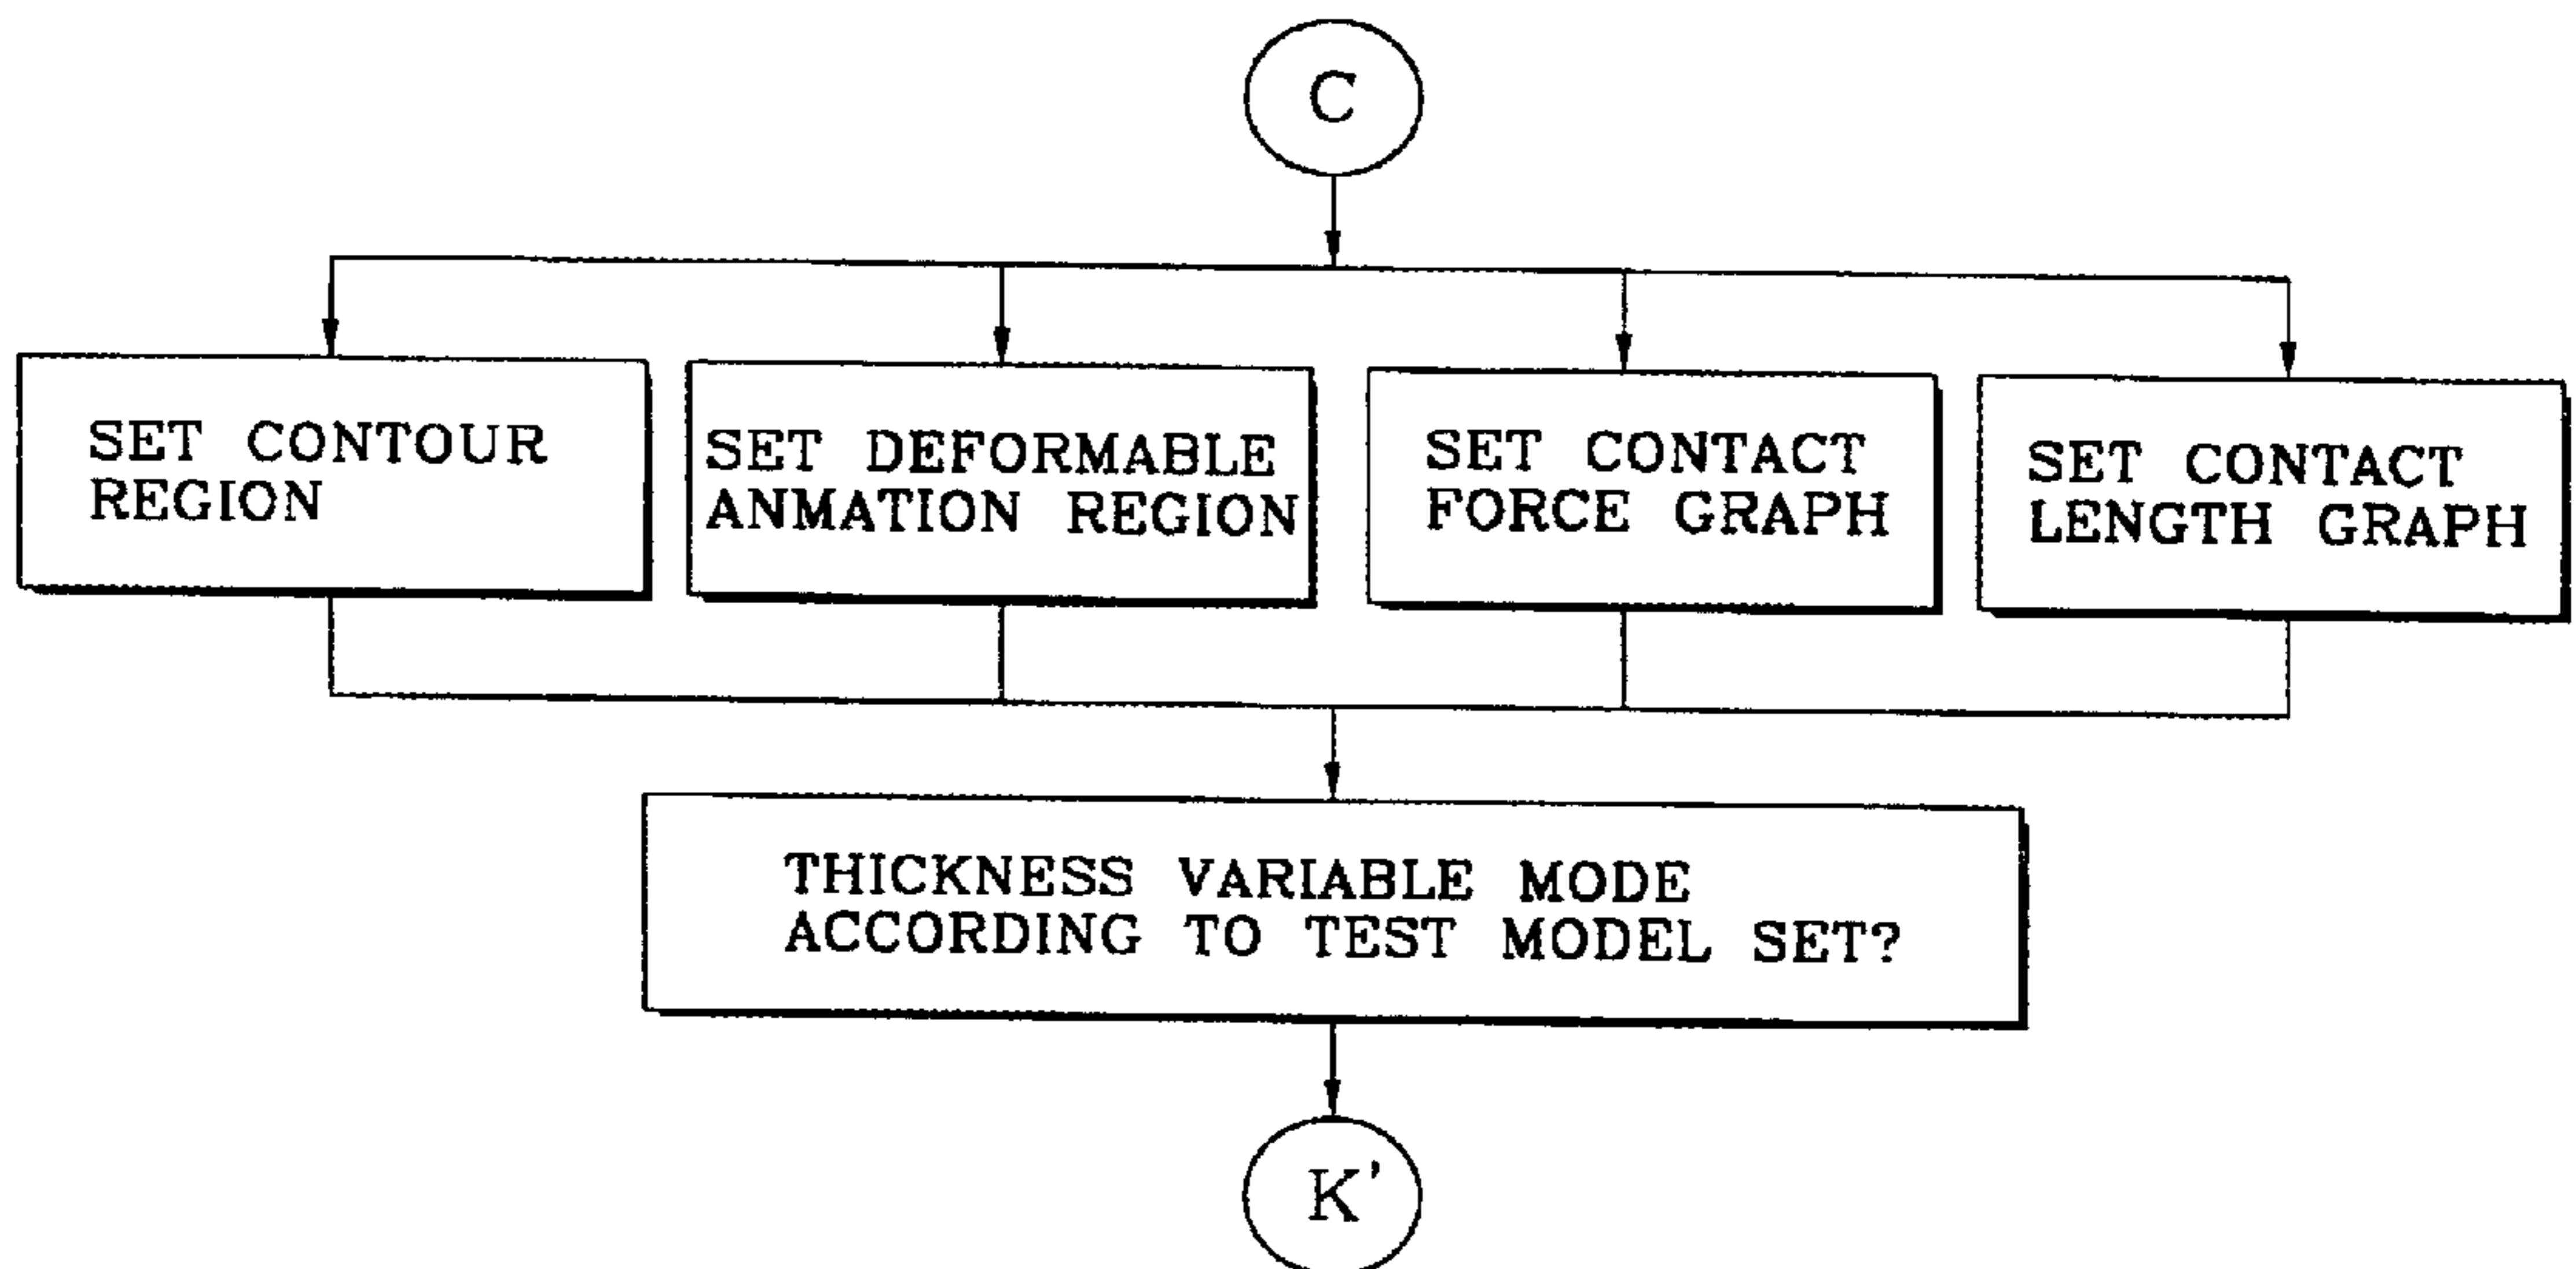 C
SET CONTOUR
REGION
SET DEFORMABLE
ANMATION REGION
SET CONTACT
FORCE GRAPH
SET CONTACT
LENGTH GRAPH
THICKNESS VARIABLE MODE
ACCORDING TO TEST MODEL SET?
K'